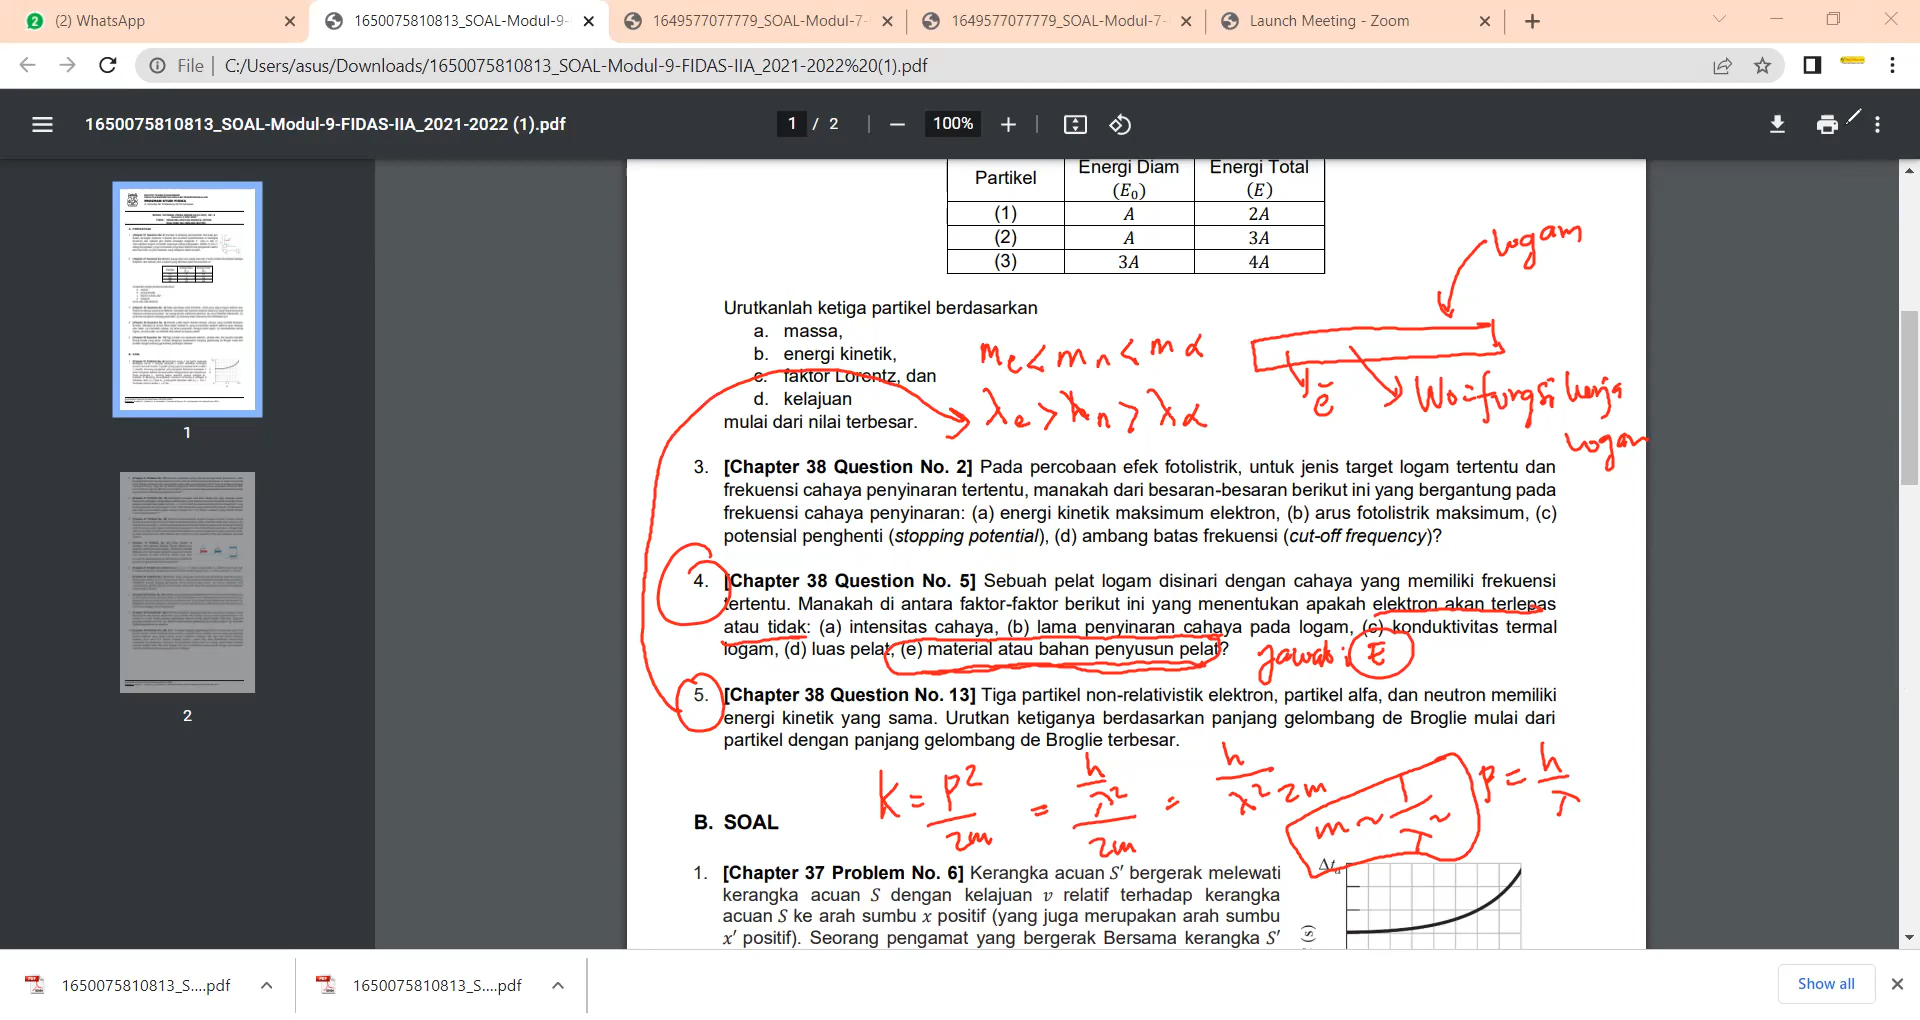 (2) WhatsApp
1650075810813_SOAL-Modul-9-
1649577077779_SOAL-Modul-7-
1649577077779_SOAL-Modul-7-
Launch Meeting - Zoom
File | C:/Users/asus/Downloads/1650075810813_SOAL-Modul-9-FIDAS-IIA_2021-2022%20(1).pdf
1650075810813_SOAL-Modul-9-FIDAS-IIA_2021-2022 (1).pdf
1 / 2
100%
1
2
Partikel Energi Diam (E₀) Energi Total (E)
(1) A 2A
(2) A 3A
(3) 3A 4A
logam
Urutkanlah ketiga partikel berdasarkan
a. massa,
b. energi kinetik,
c. faktor Lorentz, dan
d. kelajuan
mulai dari nilai terbesar.
me < mn < mα
λe > λn > λα
ē
Wo = fungsi kerja
logam
3. [Chapter 38 Question No. 2] Pada percobaan efek fotolistrik, untuk jenis target logam tertentu dan
frekuensi cahaya penyinaran tertentu, manakah dari besaran-besaran berikut ini yang bergantung pada
frekuensi cahaya penyinaran: (a) energi kinetik maksimum elektron, (b) arus fotolistrik maksimum, (c)
potensial penghenti (stopping potential), (d) ambang batas frekuensi (cut-off frequency)?
4. [Chapter 38 Question No. 5] Sebuah pelat logam disinari dengan cahaya yang memiliki frekuensi
tertentu. Manakah di antara faktor-faktor berikut ini yang menentukan apakah elektron akan terlepas
atau tidak: (a) intensitas cahaya, (b) lama penyinaran cahaya pada logam, (c) konduktivitas termal
logam, (d) luas pelat, (e) material atau bahan penyusun pelat?
jawab : E
5. [Chapter 38 Question No. 13] Tiga partikel non-relativistik elektron, partikel alfa, dan neutron memiliki
energi kinetik yang sama. Urutkan ketiganya berdasarkan panjang gelombang de Broglie mulai dari
partikel dengan panjang gelombang de Broglie terbesar.
K = p²/2m = h/λ²/2m = h/λ² 2m
p = h/λ
B. SOAL
1. [Chapter 37 Problem No. 6] Kerangka acuan S′ bergerak melewati
kerangka acuan S dengan kelajuan v relatif terhadap kerangka
acuan S ke arah sumbu x positif (yang juga merupakan arah sumbu
x′ positif). Seorang pengamat yang bergerak Bersama kerangka S′
Δtₐ
(s)
1650075810813_S....pdf
1650075810813_S....pdf
Show all